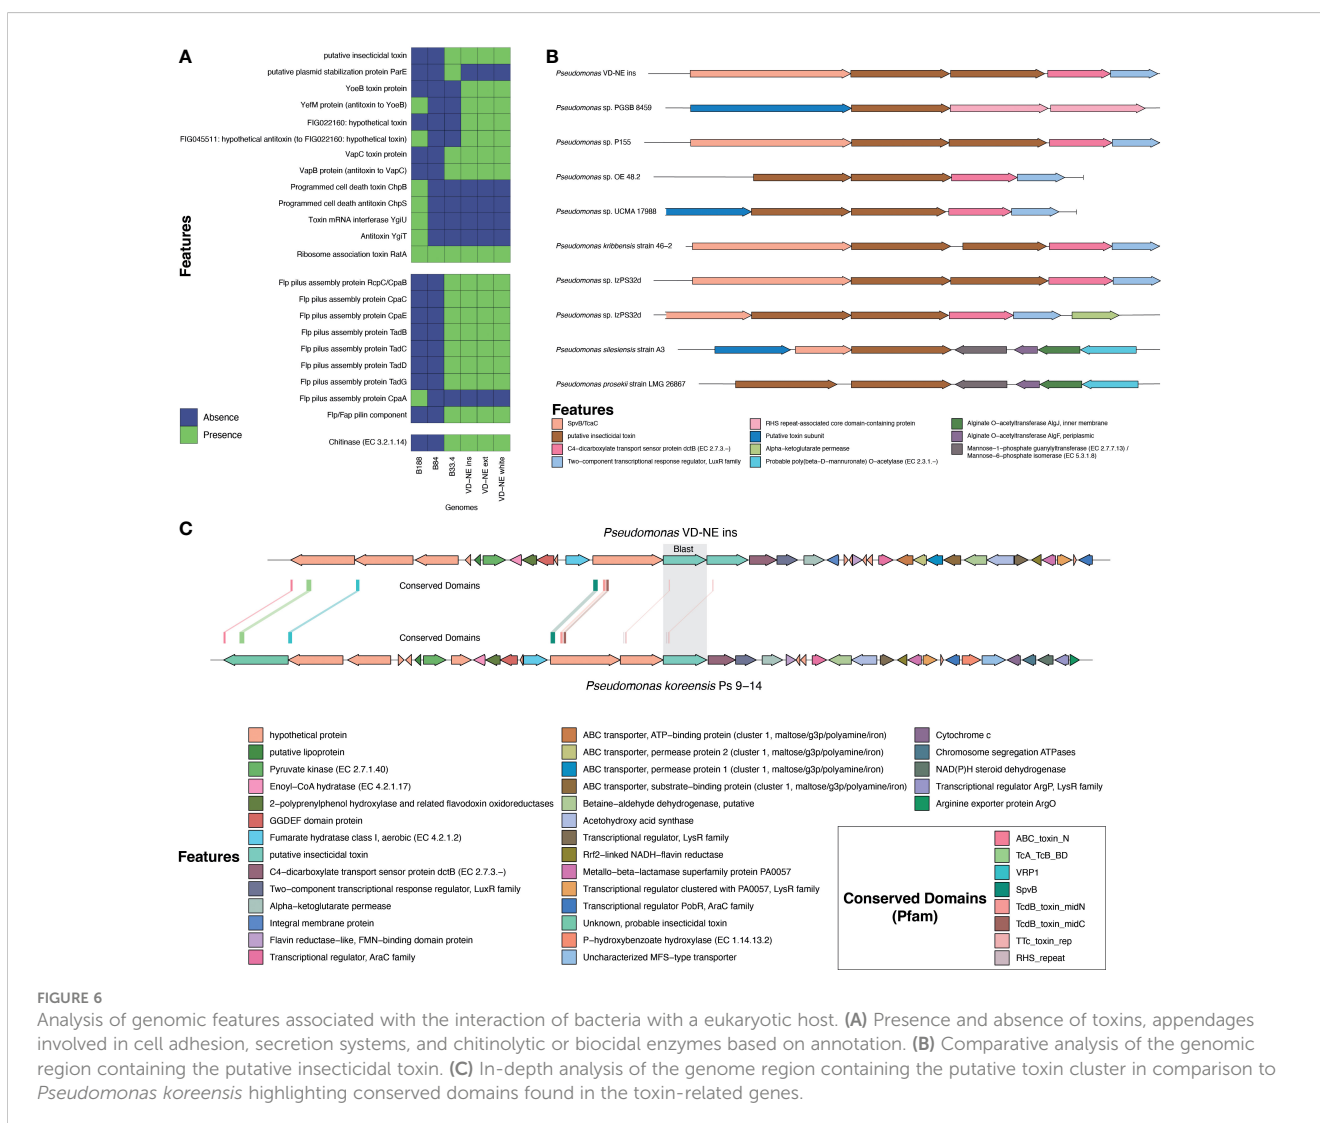 A
putative insecticidal toxin
putative plasmid stabilization protein ParE
YoeB toxin protein
YefM protein (antitoxin to YoeB)
FIG022160: hypothetical toxin
FIG045511: hypothetical antitoxin (to FIG022160: hypothetical toxin)
VapC toxin protein
VapB protein (antitoxin to VapC)
Programmed cell death toxin ChpB
Programmed cell death antitoxin ChpS
Toxin mRNA interferase YgiU
Antitoxin YgiT
Ribosome association toxin RatA
Features
Flp pilus assembly protein RcpC/CpaB
Flp pilus assembly protein CpaC
Flp pilus assembly protein CpaE
Flp pilus assembly protein TadB
Flp pilus assembly protein TadC
Flp pilus assembly protein TadD
Flp pilus assembly protein TadG
Flp pilus assembly protein CpaA
Flp/Fap pilin component
Chitinase (EC 3.2.1.14)
Absence
Presence
B188
B84
B33.4
VD−NE ins
VD−NE ext
VD−NE white
Genomes
B
Pseudomonas VD-NE ins
Pseudomonas sp. PGSB 8459
Pseudomonas sp. P155
Pseudomonas sp. OE 48.2
Pseudomonas sp. UCMA 17988
Pseudomonas kribbensis strain 46−2
Pseudomonas sp. IzPS32d
Pseudomonas sp. IzPS32d
Pseudomonas silesiensis strain A3
Pseudomonas prosekii strain LMG 26867
Features
SpvB/TcaC
putative insecticidal toxin
C4−dicarboxylate transport sensor protein dctB (EC 2.7.3.−)
Two−component transcriptional response regulator, LuxR family
RHS repeat−associated core domain−containing protein
Putative toxin subunit
Alpha−ketoglutarate permease
Probable poly(beta−D−mannuronate) O−acetylase (EC 2.3.1.−)
Alginate O−acetyltransferase AlgJ, inner membrane
Alginate O−acetyltransferase AlgF, periplasmic
Mannose−1−phosphate guanylyltransferase (EC 2.7.7.13) /
Mannose−6−phosphate isomerase (EC 5.3.1.8)
C
Pseudomonas VD-NE ins
Blast
Conserved Domains
Conserved Domains
Pseudomonas koreensis Ps 9−14
Features
hypothetical protein
putative lipoprotein
Pyruvate kinase (EC 2.7.1.40)
Enoyl−CoA hydratase (EC 4.2.1.17)
2−polyprenylphenol hydroxylase and related flavodoxin oxidoreductases
GGDEF domain protein
Fumarate hydratase class I, aerobic (EC 4.2.1.2)
putative insecticidal toxin
C4−dicarboxylate transport sensor protein dctB (EC 2.7.3.−)
Two−component transcriptional response regulator, LuxR family
Alpha−ketoglutarate permease
Integral membrane protein
Flavin reductase−like, FMN−binding domain protein
Transcriptional regulator, AraC family
ABC transporter, ATP−binding protein (cluster 1, maltose/g3p/polyamine/iron)
ABC transporter, permease protein 2 (cluster 1, maltose/g3p/polyamine/iron)
ABC transporter, permease protein 1 (cluster 1, maltose/g3p/polyamine/iron)
ABC transporter, substrate−binding protein (cluster 1, maltose/g3p/polyamine/iron)
Betaine−aldehyde dehydrogenase, putative
Acetohydroxy acid synthase
Transcriptional regulator, LysR family
Rrf2−linked NADH−flavin reductase
Metallo−beta−lactamase superfamily protein PA0057
Transcriptional regulator clustered with PA0057, LysR family
Transcriptional regulator PobR, AraC family
Unknown, probable insecticidal toxin
P−hydroxybenzoate hydroxylase (EC 1.14.13.2)
Uncharacterized MFS−type transporter
Cytochrome c
Chromosome segregation ATPases
NAD(P)H steroid dehydrogenase
Transcriptional regulator ArgP, LysR family
Arginine exporter protein ArgO
Conserved Domains
(Pfam)
ABC_toxin_N
TcA_TcB_BD
VRP1
SpvB
TcdB_toxin_midN
TcdB_toxin_midC
TTc_toxin_rep
RHS_repeat
FIGURE 6
Analysis of genomic features associated with the interaction of bacteria with a eukaryotic host. (A) Presence and absence of toxins, appendages
involved in cell adhesion, secretion systems, and chitinolytic or biocidal enzymes based on annotation. (B) Comparative analysis of the genomic
region containing the putative insecticidal toxin. (C) In-depth analysis of the genome region containing the putative toxin cluster in comparison to
Pseudomonas koreensis highlighting conserved domains found in the toxin-related genes.